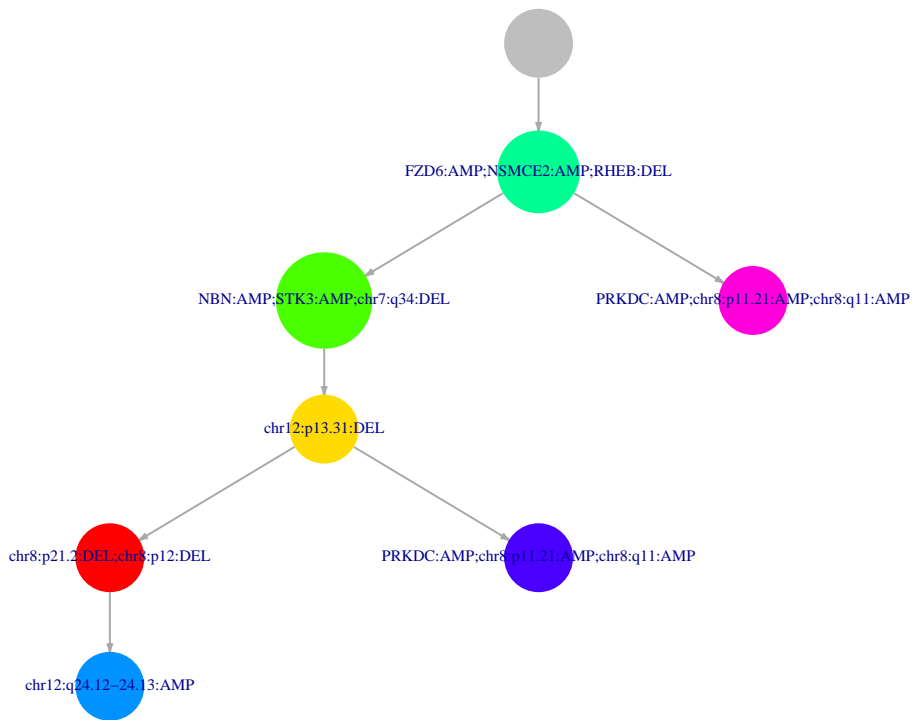 FZD6:AMP;NSMCE2:AMP;RHEB:DEL
NBN:AMP;STK3:AMP;chr7:q34:DEL
PRKDC:AMP;chr8:p11.21:AMP;chr8:q11:AMP
chr12:p13.31:DEL
chr8:p21.2:DEL;chr8:p12:DEL
PRKDC:AMP;chr8:p11.21:AMP;chr8:q11:AMP
chr12:q24.12−24.13:AMP